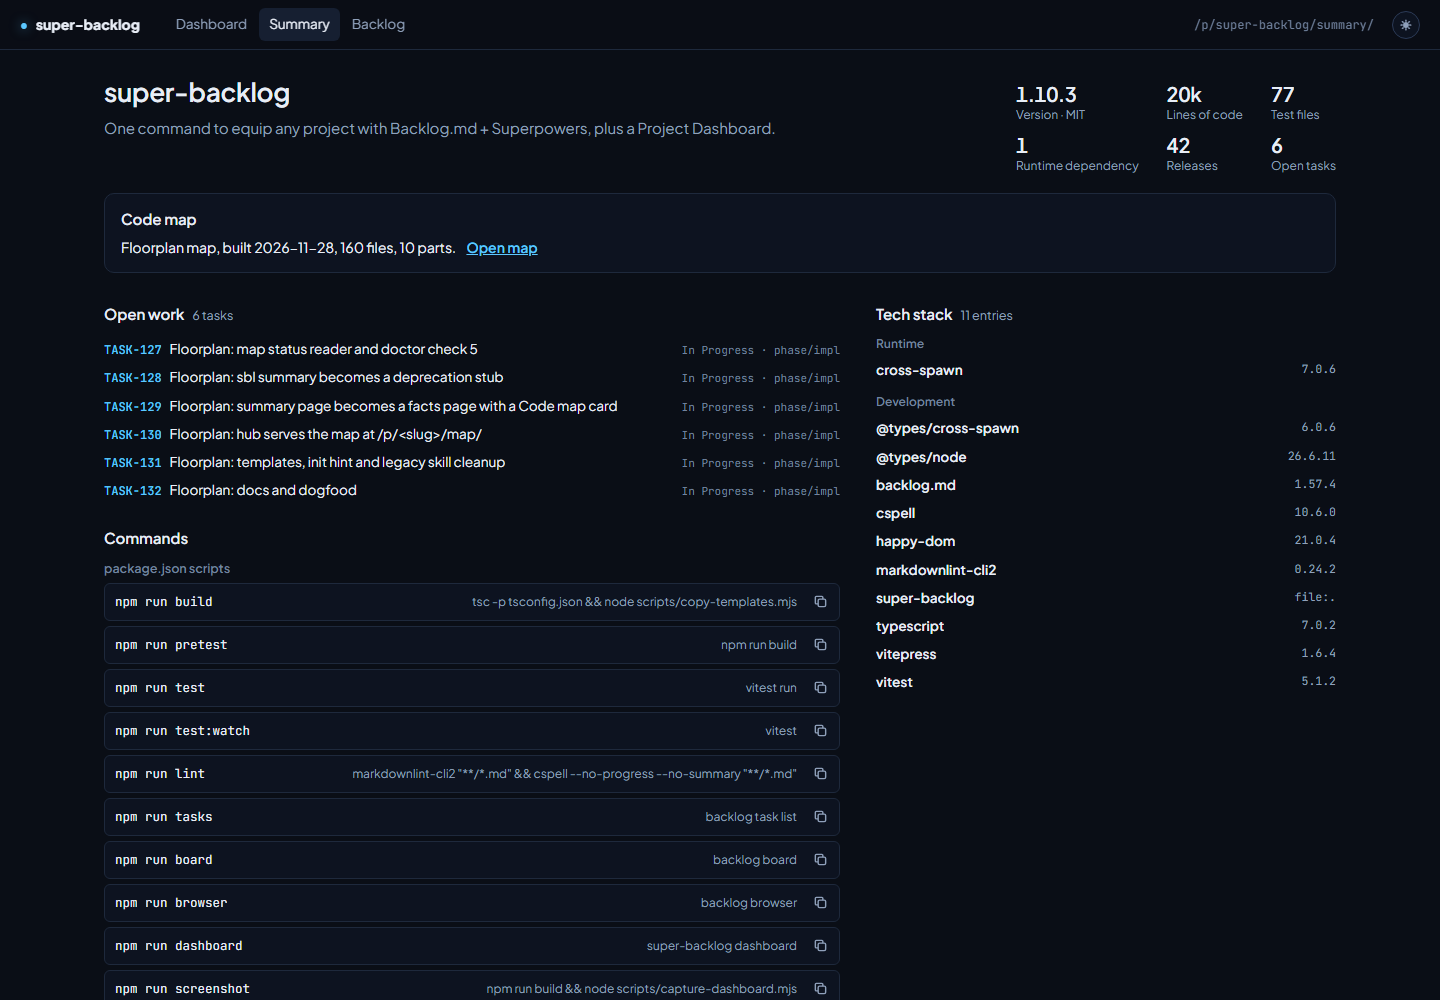 super-backlog
Dashboard
Summary
Backlog
/p/super-backlog/summary/
super-backlog
One command to equip any project with Backlog.md + Superpowers, plus a Project Dashboard.
1.10.3
Version · MIT
20k
Lines of code
77
Test files
1
Runtime dependency
42
Releases
6
Open tasks
Code map
Floorplan map, built 2026-11-28, 160 files, 10 parts. Open map
Open work 6 tasks
TASK-127 Floorplan: map status reader and doctor check 5 In Progress · phase/impl
TASK-128 Floorplan: sbl summary becomes a deprecation stub In Progress · phase/impl
TASK-129 Floorplan: summary page becomes a facts page with a Code map card In Progress · phase/impl
TASK-130 Floorplan: hub serves the map at /p/<slug>/map/ In Progress · phase/impl
TASK-131 Floorplan: templates, init hint and legacy skill cleanup In Progress · phase/impl
TASK-132 Floorplan: docs and dogfood In Progress · phase/impl
Commands
package.json scripts
npm run build tsc -p tsconfig.json && node scripts/copy-templates.mjs
npm run pretest npm run build
npm run test vitest run
npm run test:watch vitest
npm run lint markdownlint-cli2 "**/*.md" && cspell --no-progress --no-summary "**/*.md"
npm run tasks backlog task list
npm run board backlog board
npm run browser backlog browser
npm run dashboard super-backlog dashboard
npm run screenshot npm run build && node scripts/capture-dashboard.mjs
Tech stack 11 entries
Runtime
cross-spawn 7.0.6
Development
@types/cross-spawn 6.0.6
@types/node 26.6.11
backlog.md 1.57.4
cspell 10.6.0
happy-dom 21.0.4
markdownlint-cli2 0.24.2
super-backlog file:.
typescript 7.0.2
vitepress 1.6.4
vitest 5.1.2